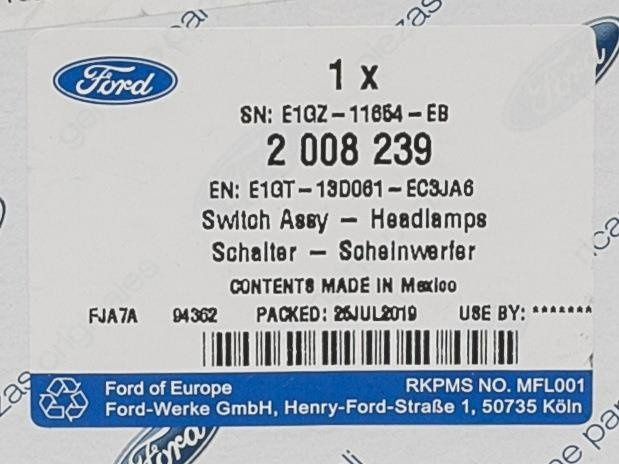 Ford
1 x
SN: E1GZ-11654-EB
2 008 239
EN: E1GT-13D061-EC3JA6
Switch Assy - Headlamps
Schalter - Scheinwerfer
CONTENTS MADE IN Mexico
FJA7A 94362 PACKED: 25JUL2019 USE BY: *******
Ford of Europe RKPMS NO. MFL001
Ford-Werke GmbH, Henry-Ford-Straße 1, 50735 Köln
Ford